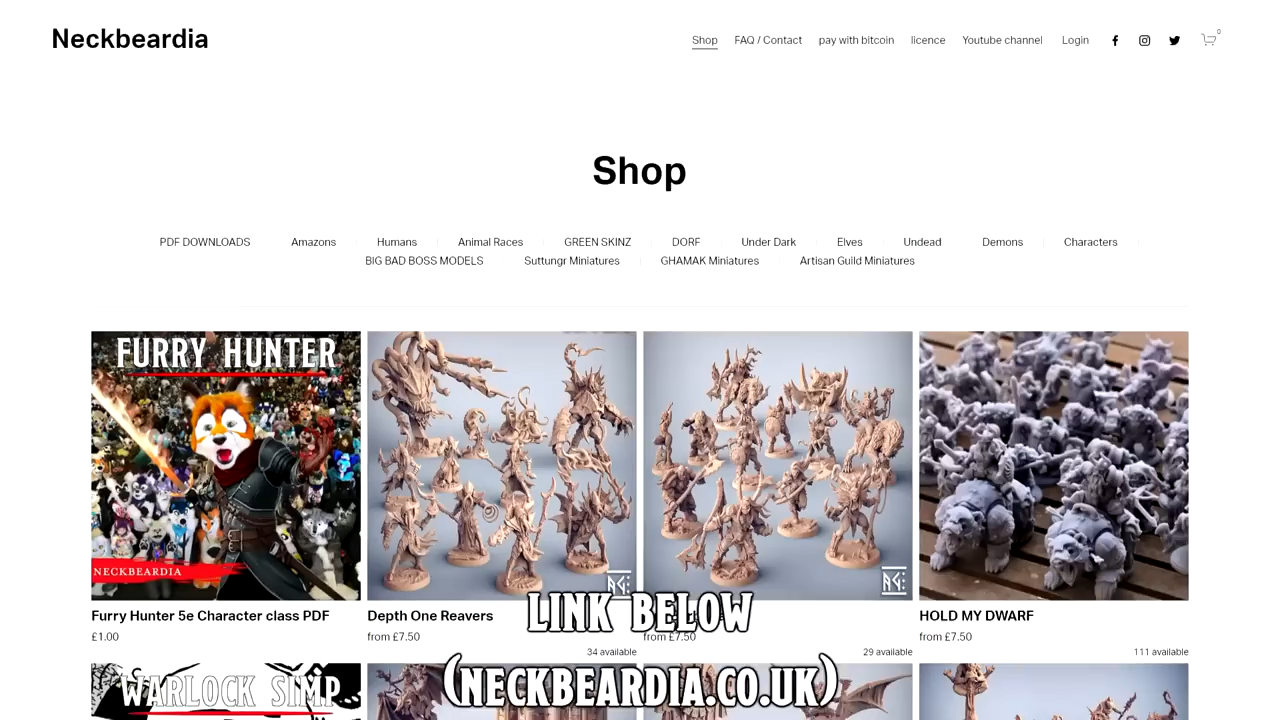 Neckbeardia
Shop
FAQ / Contact
pay with bitcoin
licence
Youtube channel
Login
0
Shop
PDF DOWNLOADS
Amazons
Humans
Animal Races
GREEN SKINZ
DORF
Under Dark
Elves
Undead
Demons
Characters
BIG BAD BOSS MODELS
Suttungr Miniatures
GHAMAK Miniatures
Artisan Guild Miniatures
FURRY HUNTER
NECKBEARDIA
Furry Hunter 5e Character class PDF
£1.00
Depth One Reavers
from £7.50
34 available
from £7.50
29 available
HOLD MY DWARF
from £7.50
111 available
LINK BELOW
WARLOCK SIMP
(NECKBEARDIA.CO.UK)